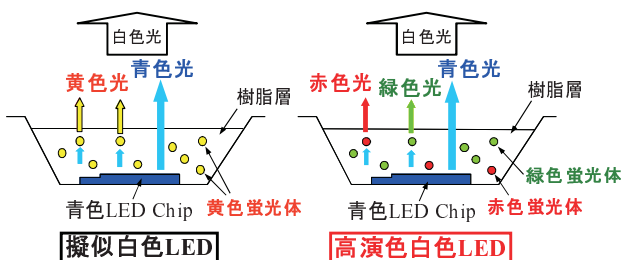 白色光
黄色光
青色光
樹脂層
青色LED Chip
黄色蛍光体
擬似白色LED
白色光
赤色光
緑色光
青色光
樹脂層
緑色蛍光体
青色LED Chip
赤色蛍光体
高演色白色LED